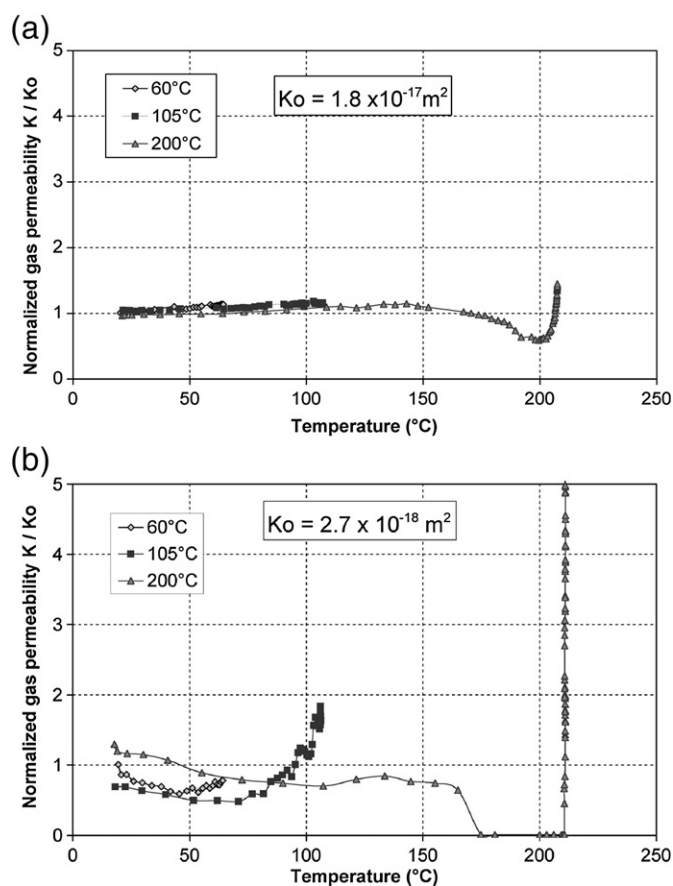 (a)
Normalized gas permeability K / Ko
5
4
3
2
1
0
60°C
105°C
200°C
Ko = 1.8 x10-17m2
0 50 100 150 200 250
Temperature (°C)
(b)
Normalized gas permeability K / Ko
5
4
3
2
1
0
60°C
105°C
200°C
Ko = 2.7 x 10-18 m2
0 50 100 150 200 250
Temperature (°C)